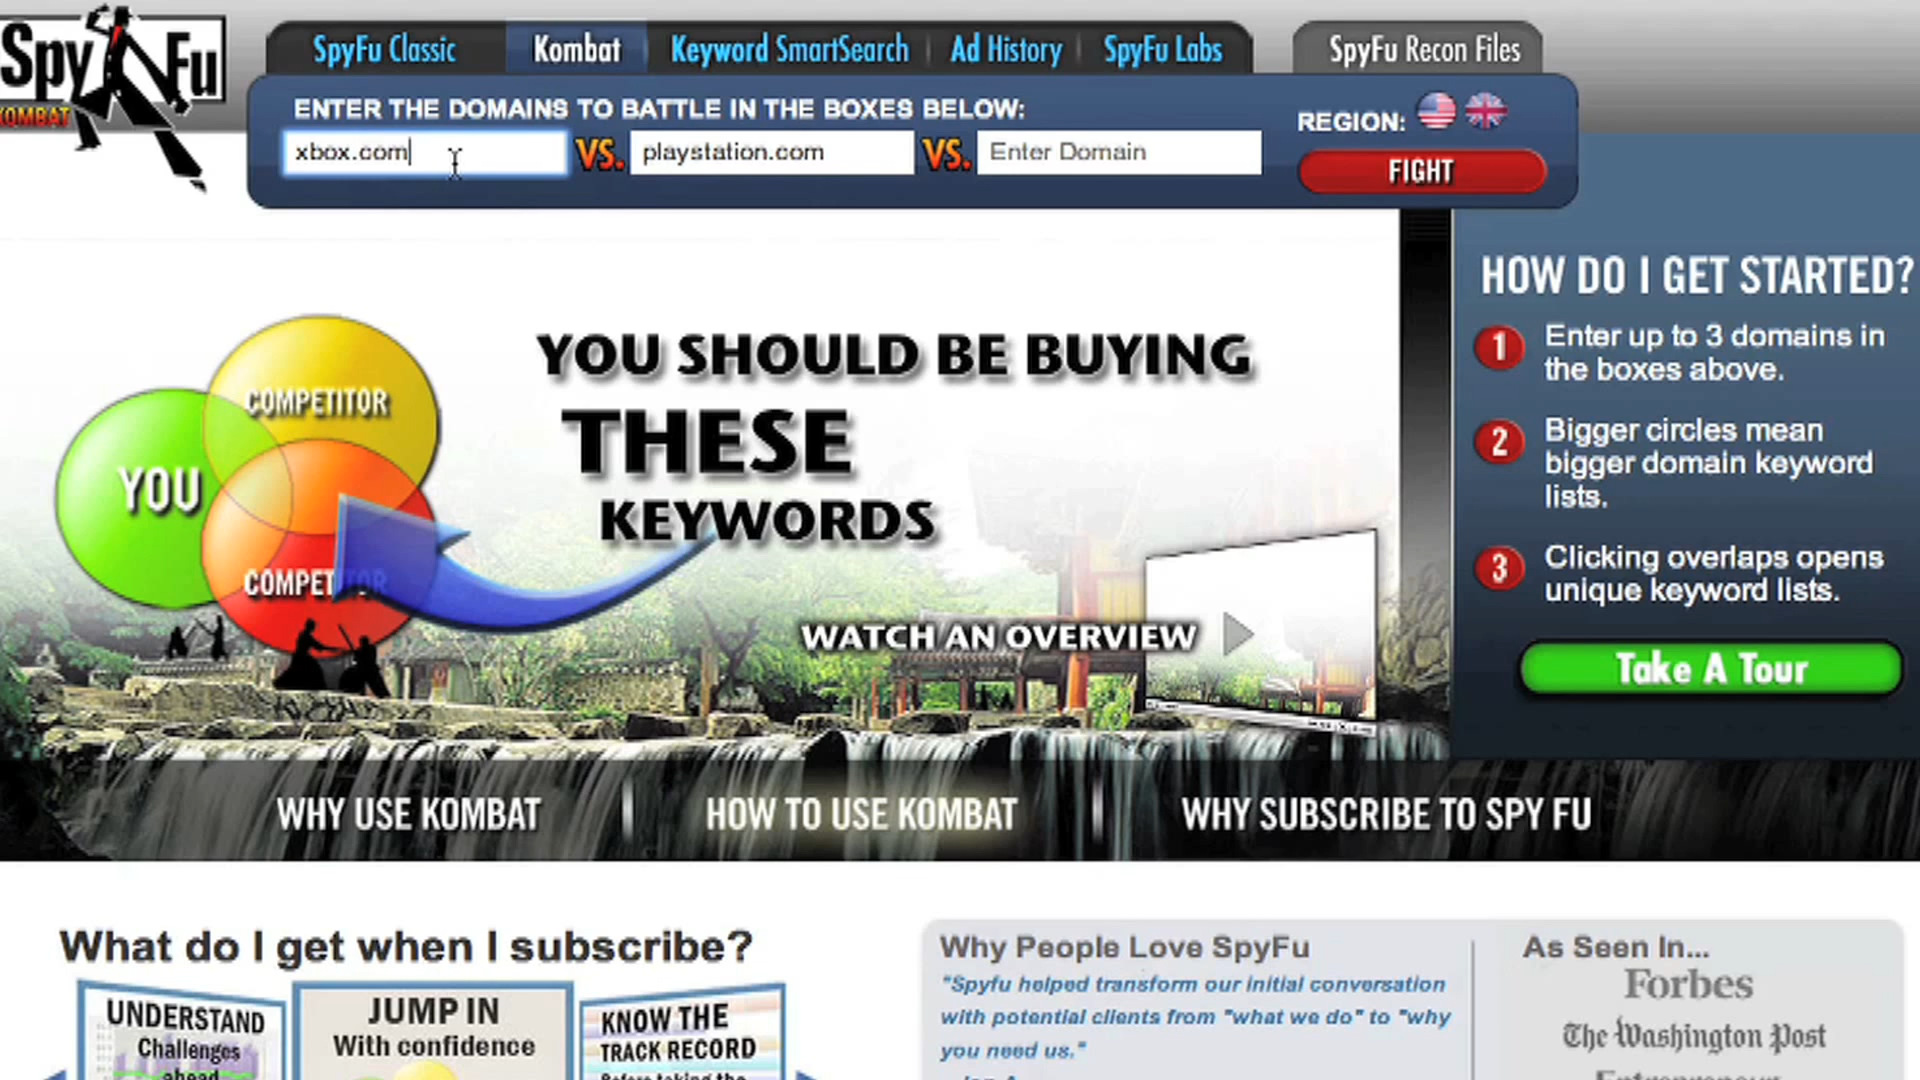 SpyFu
KOMBAT
SpyFu Classic
Kombat
Keyword SmartSearch
Ad History
SpyFu Labs
SpyFu Recon Files
ENTER THE DOMAINS TO BATTLE IN THE BOXES BELOW:
REGION:
xbox.com
VS.
playstation.com
VS.
Enter Domain
FIGHT
COMPETITOR
YOU
COMPETITOR
YOU SHOULD BE BUYING
THESE
KEYWORDS
WATCH AN OVERVIEW
HOW DO I GET STARTED?
1 Enter up to 3 domains in
the boxes above.
2 Bigger circles mean
bigger domain keyword
lists.
3 Clicking overlaps opens
unique keyword lists.
Take A Tour
WHY USE KOMBAT
HOW TO USE KOMBAT
WHY SUBSCRIBE TO SPY FU
What do I get when I subscribe?
UNDERSTAND
Challenges
ahead
JUMP IN
With confidence
KNOW THE
TRACK RECORD
Before taking the
Why People Love SpyFu
"Spyfu helped transform our initial conversation
with potential clients from "what we do" to "why
you need us."
As Seen In...
Forbes
The Washington Post
Entrepreneur